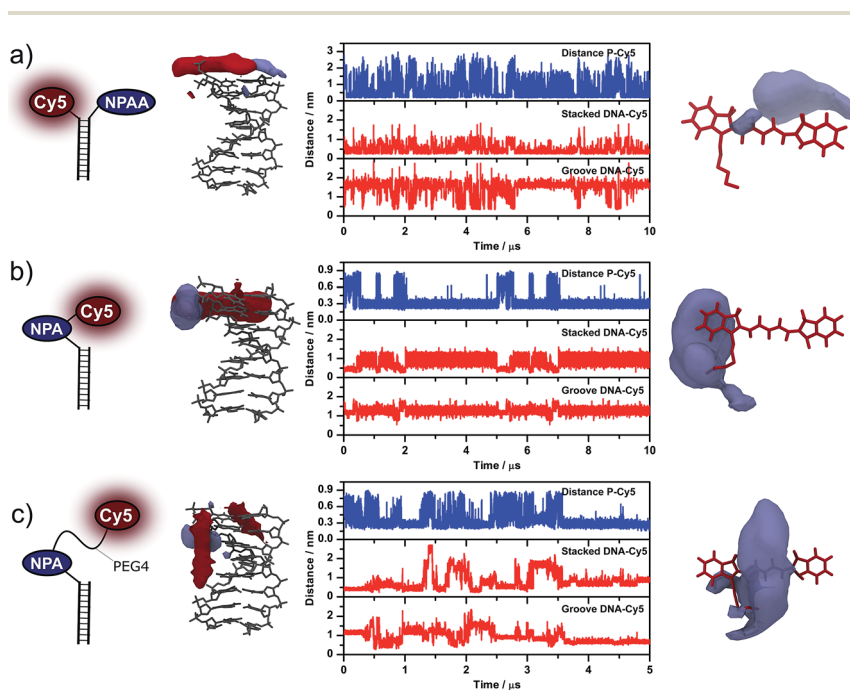 a)
Cy5
NPAA
Distance / nm
3
2
1
0
Distance P-Cy5
2
1
0
Stacked DNA-Cy5
2
1
0
Groove DNA-Cy5
0 2 4 6 8 10
Time / μs
b)
NPA
Cy5
Distance / nm
0.9
0.6
0.3
0
Distance P-Cy5
2
1
0
Stacked DNA-Cy5
2
1
0
Groove DNA-Cy5
0 2 4 6 8 10
Time / μs
c)
Cy5
NPA
PEG4
Distance / nm
0.9
0.6
0.3
0
Distance P-Cy5
2
1
0
Stacked DNA-Cy5
2
1
0
Groove DNA-Cy5
0 1 2 3 4 5
Time / μs